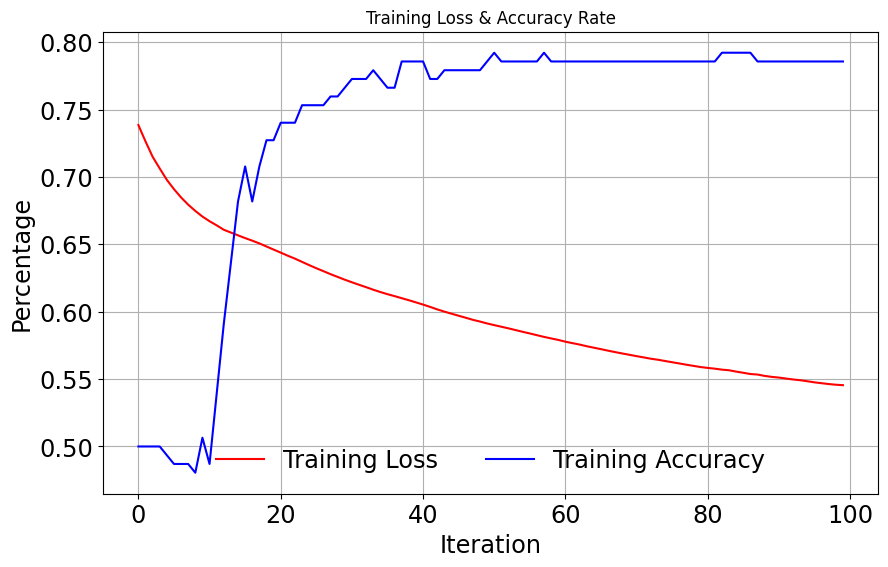 Training Loss & Accuracy Rate
0.80
0.75
0.70
0.65
0.60
0.55
0.50
Percentage
Training Loss Training Accuracy
0 20 40 60 80 100
Iteration